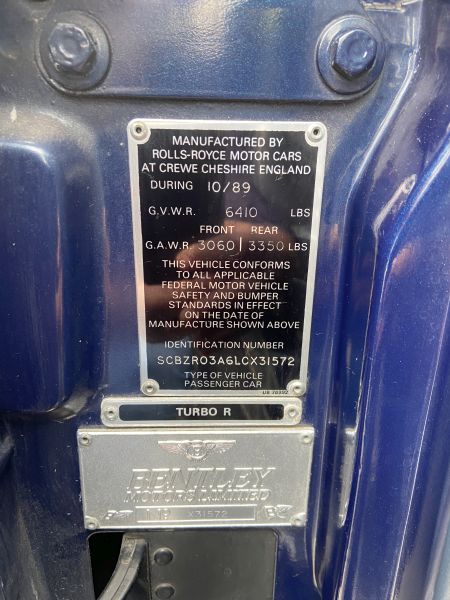 MANUFACTURED BY
ROLLS-ROYCE MOTOR CARS
AT CREWE CHESHIRE ENGLAND
DURING 10/89
G.V.W.R. 6410 LBS
FRONT REAR
G.A.W.R. 3060 | 3350 LBS
THIS VEHICLE CONFORMS
TO ALL APPLICABLE
FEDERAL MOTOR VEHICLE
SAFETY AND BUMPER
STANDARDS IN EFFECT
ON THE DATE OF
MANUFACTURE SHOWN ABOVE
IDENTIFICATION NUMBER
SCBZR03A6LCX31572
TYPE OF VEHICLE
PASSENGER CAR
TURBO R
BENTLEY
MOTORS LIMITED
X31572